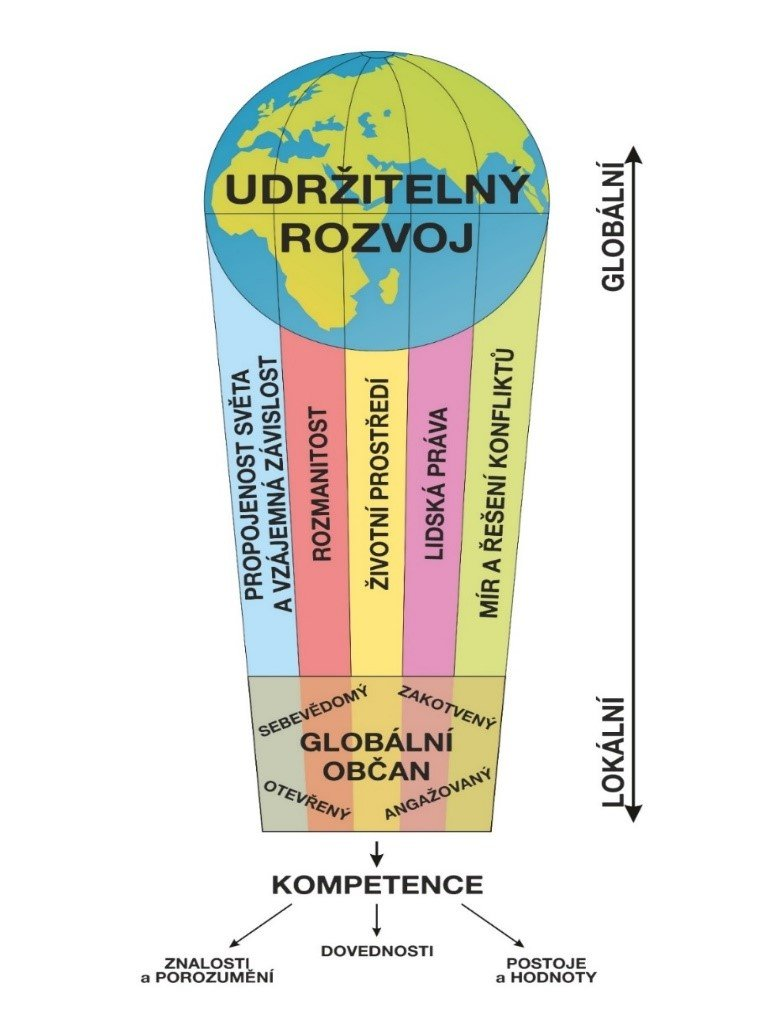 UDRŽITELNÝ
ROZVOJ
GLOBÁLNÍ
LOKÁLNÍ
PROPOJENOST SVĚTA
A VZÁJEMNÁ ZÁVISLOST
ROZMANITOST
ŽIVOTNÍ PROSTŘEDÍ
LIDSKÁ PRÁVA
MÍR A ŘEŠENÍ KONFLIKTŮ
SEBEVĚDOMÝ
ZAKOTVENÝ
GLOBÁLNÍ
OBČAN
OTEVŘENÝ
ANGAŽOVANÝ
KOMPETENCE
ZNALOSTI
a POROZUMĚNÍ
DOVEDNOSTI
POSTOJE
a HODNOTY